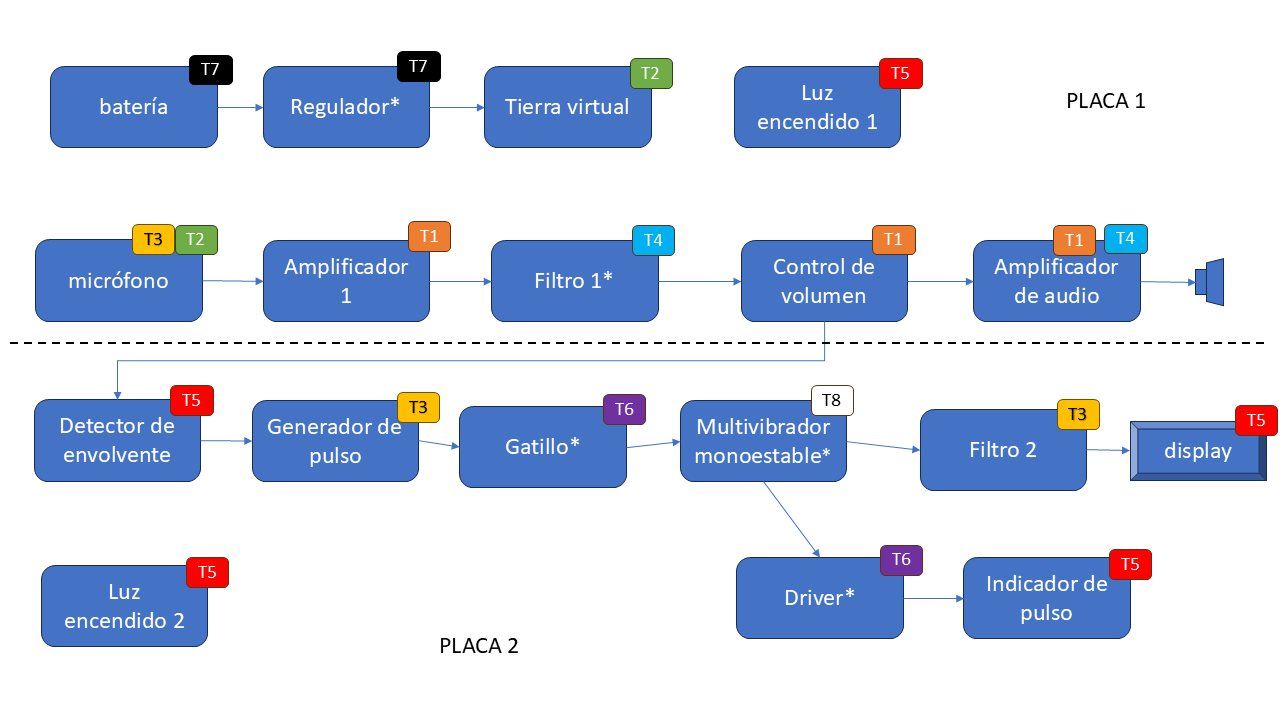 T7
batería
T7
Regulador*
T2
Tierra virtual
T5
Luz
encendido 1
PLACA 1
T3 T2
micrófono
T1
Amplificador
1
T4
Filtro 1*
T1
Control de
volumen
T1 T4
Amplificador
de audio
T5
Detector de
envolvente
T3
Generador de
pulso
T6
Gatillo*
T8
Multivibrador
monoestable*
T3
Filtro 2
T5
display
T5
Luz
encendido 2
T6
Driver*
T5
Indicador de
pulso
PLACA 2